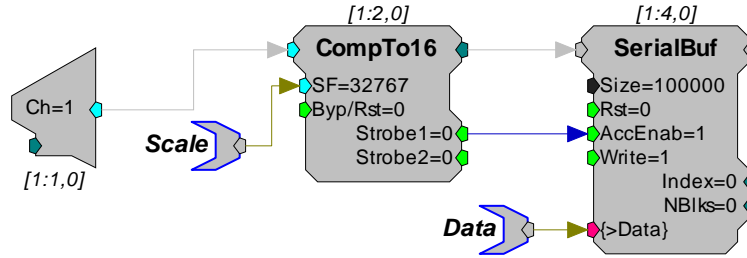 [1:2,0]
[1:4,0]
CompTo16
SerialBuf
Ch=1
SF=32767
Size=100000
Byp/Rst=0
Rst=0
Scale
Strobe1=0
AccEnab=1
Strobe2=0
Write=1
[1:1,0]
Index=0
NBlks=0
Data
{>Data}